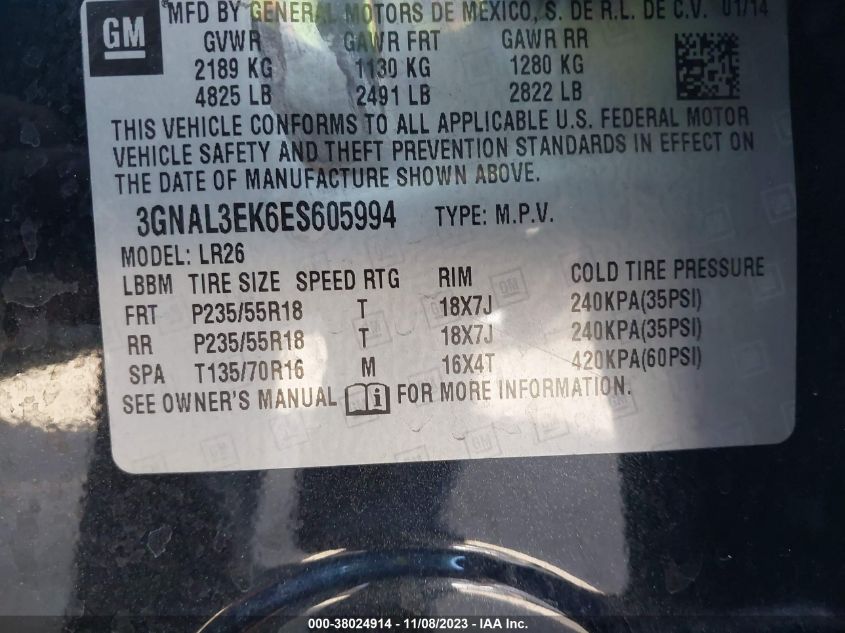 GM
MFD BY GENERAL MOTORS DE MEXICO, S. DE R.L. DE C.V. 01/14
GVWR GAWR FRT GAWR RR
2189 KG 1130 KG 1280 KG
4825 LB 2491 LB 2822 LB
THIS VEHICLE CONFORMS TO ALL APPLICABLE U.S. FEDERAL MOTOR
VEHICLE SAFETY AND THEFT PREVENTION STANDARDS IN EFFECT ON
THE DATE OF MANUFACTURE SHOWN ABOVE.
3GNAL3EK6ES605994 TYPE: M.P.V.
MODEL: LR26
LBBM TIRE SIZE SPEED RTG RIM COLD TIRE PRESSURE
FRT P235/55R18 T 18X7J 240KPA(35PSI)
RR P235/55R18 T 18X7J 240KPA(35PSI)
SPA T135/70R16 M 16X4T 420KPA(60PSI)
SEE OWNER'S MANUAL FOR MORE INFORMATION.
000-38024914 - 11/08/2023 - IAA Inc.